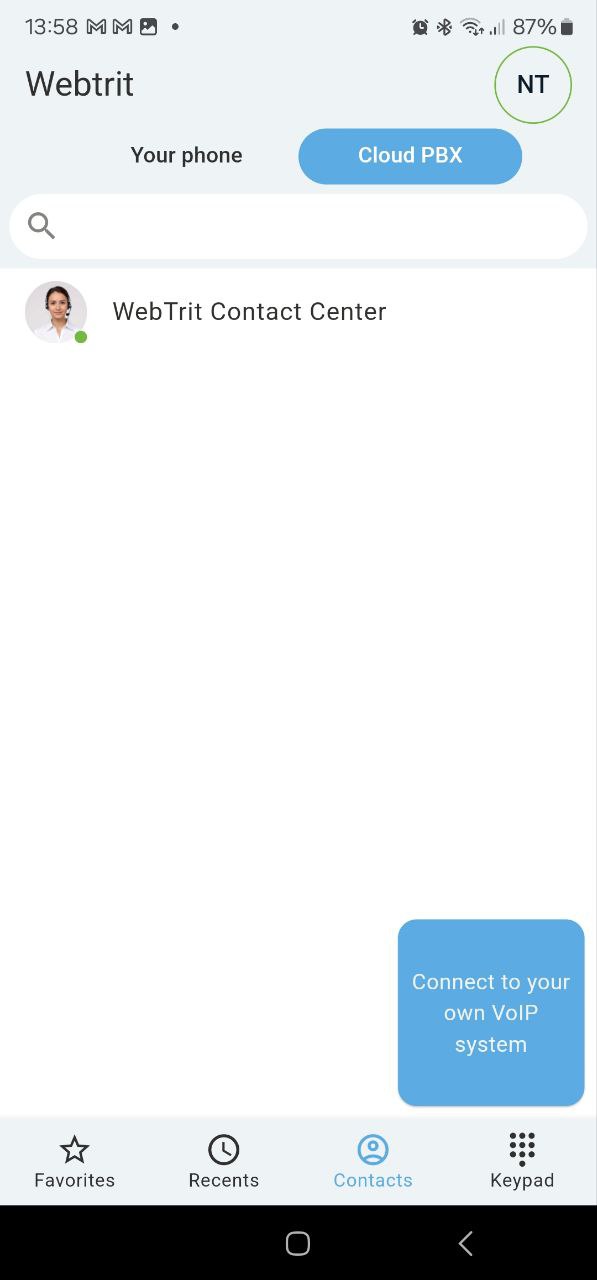 13:58 87%
Webtrit
NT
Your phone Cloud PBX
WebTrit Contact Center
Connect to your
own VoIP
system
Favorites Recents Contacts Keypad